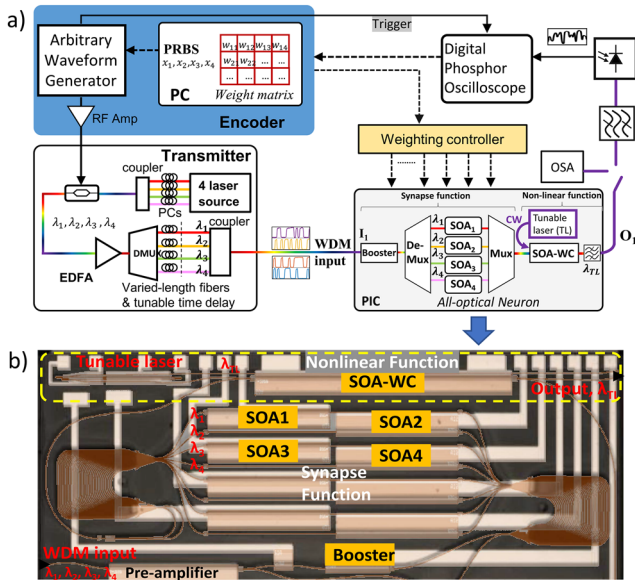 a)
Arbitrary
Waveform
Generator
PRBS
x₁, x₂, x₃, x₄
w₁₁ w₁₂ w₁₃ w₁₄
w₂₁ w₂₂ ... ...
... ... ... ...
PC
Weight matrix
Encoder
Trigger
Digital
Phosphor
Oscilloscope
RF Amp
Weighting controller
OSA
Transmitter
coupler
4 laser
source
PCs
λ₁, λ₂, λ₃, λ₄
coupler
EDFA
DMU
λ₁
λ₂
λ₃
λ₄
Varied-length fibers
& tunable time delay
WDM
input
Synapse function
Non-linear function
I₁
Booster
De-
Mux
λ₁
λ₂
λ₃
λ₄
SOA₁
SOA₂
SOA₃
SOA₄
Mux
CW
Tunable
laser (TL)
SOA-WC
λTL
O₁
PIC
All-optical Neuron
b)
Tunable laser
λTL
Nonlinear Function
SOA-WC
Output, λTL
λ₁
λ₂
λ₃
λ₄
SOA1
SOA2
SOA3
SOA4
Synapse
Function
WDM input
λ₁, λ₂, λ₃, λ₄
Pre-amplifier
Booster